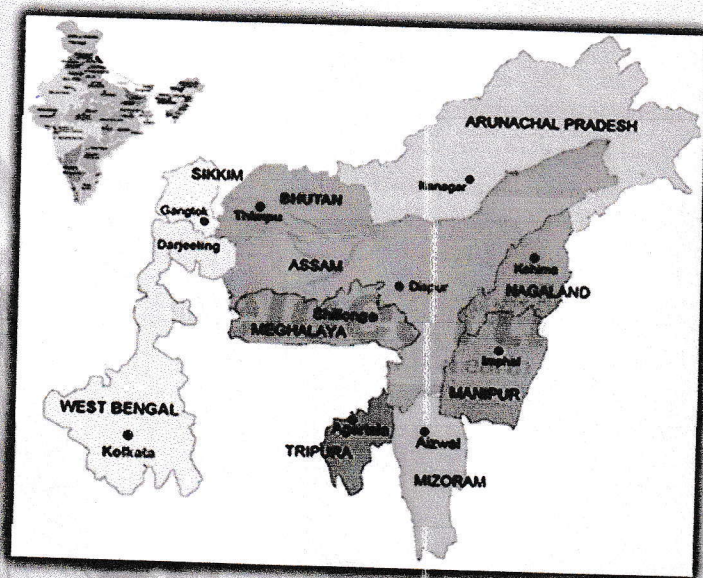 ARUNACHAL PRADESH
SIKKIM
Itanagar
BHUTAN
Gangtok
Thimpu
Darjeeling
ASSAM
Kohima
Dispur
NAGALAND
Shillong
MEGHALAYA
Imphal
MANIPUR
WEST BENGAL
Kolkata
Agartala
TRIPURA
Aizwal
MIZORAM